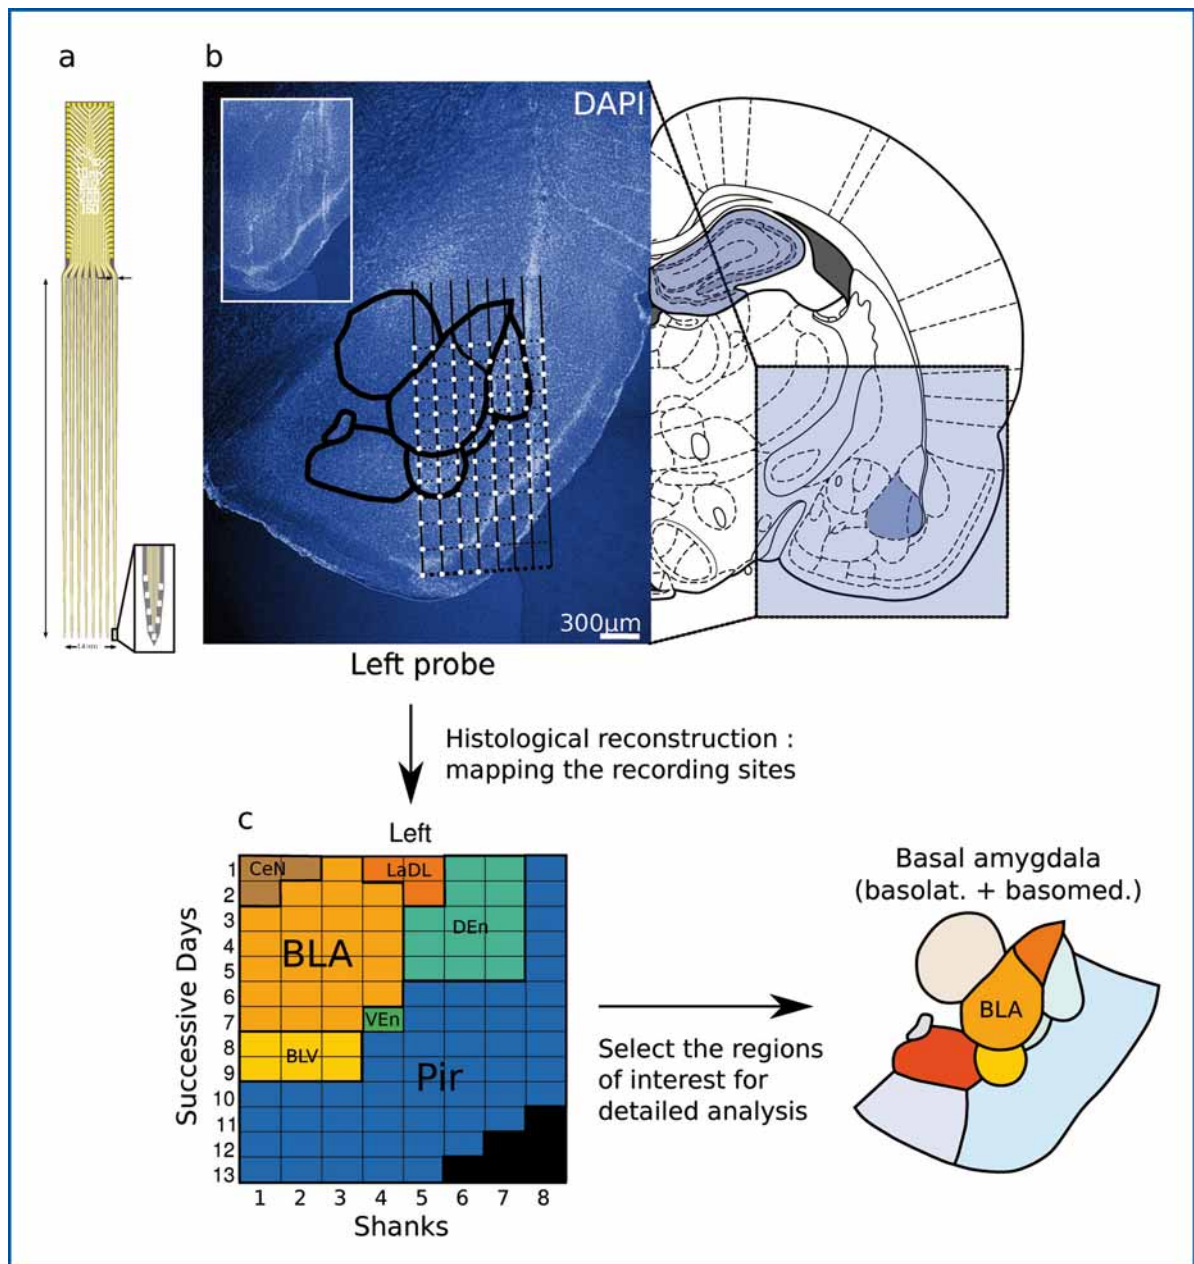 a
b
DAPI
300µm
Left probe
Histological reconstruction :
mapping the recording sites
c
Left
Successive Days
1
2
3
4
5
6
7
8
9
10
11
12
13
CeN
LaDL
DEn
BLA
VEn
BLV
Pir
1 2 3 4 5 6 7 8
Shanks
Select the regions
of interest for
detailed analysis
Basal amygdala
(basolat. + basomed.)
BLA